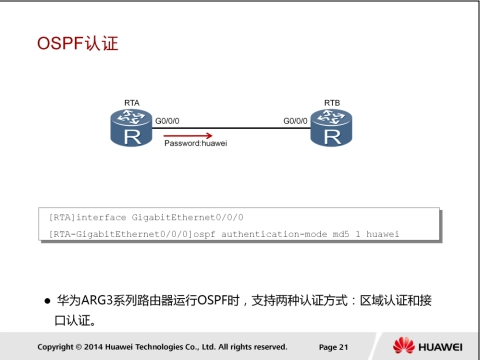 OSPF认证
RTA
RTB
G0/0/0
G0/0/0
R
R
Password:huawei
[RTA]interface GigabitEthernet0/0/0
[RTA-GigabitEthernet0/0/0]ospf authentication-mode md5 1 huawei
● 华为ARG3系列路由器运行OSPF时，支持两种认证方式：区域认证和接
口认证。
Copyright © 2014 Huawei Technologies Co., Ltd. All rights reserved.
Page 21
HUAWEI